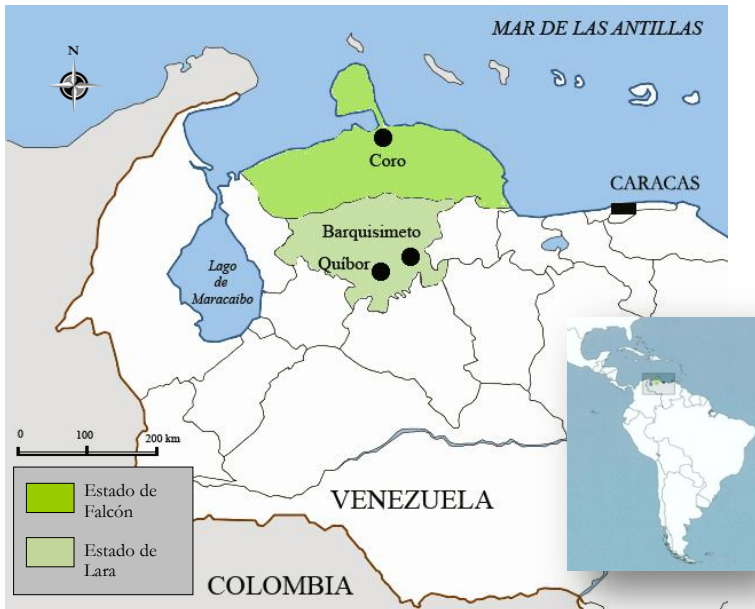 MAR DE LAS ANTILLAS
N
Coro
CARACAS
Barquisimeto
Quíbor
Lago
de
Maracaibo
0 100 200 km
VENEZUELA
Estado de
Falcón
Estado de
Lara
COLOMBIA